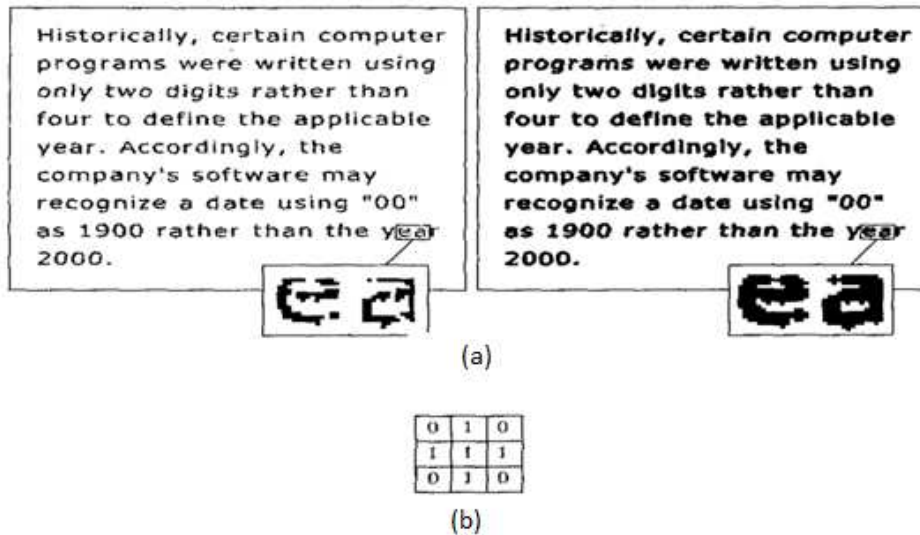 Historically, certain computer
programs were written using
only two digits rather than
four to define the applicable
year. Accordingly, the
company's software may
recognize a date using "00"
as 1900 rather than the year
2000.
ea
Historically, certain computer
programs were written using
only two digits rather than
four to define the applicable
year. Accordingly, the
company's software may
recognize a date using "00"
as 1900 rather than the year
2000.
ea
(a)
0 1 0
1 1 1
0 1 0
(b)